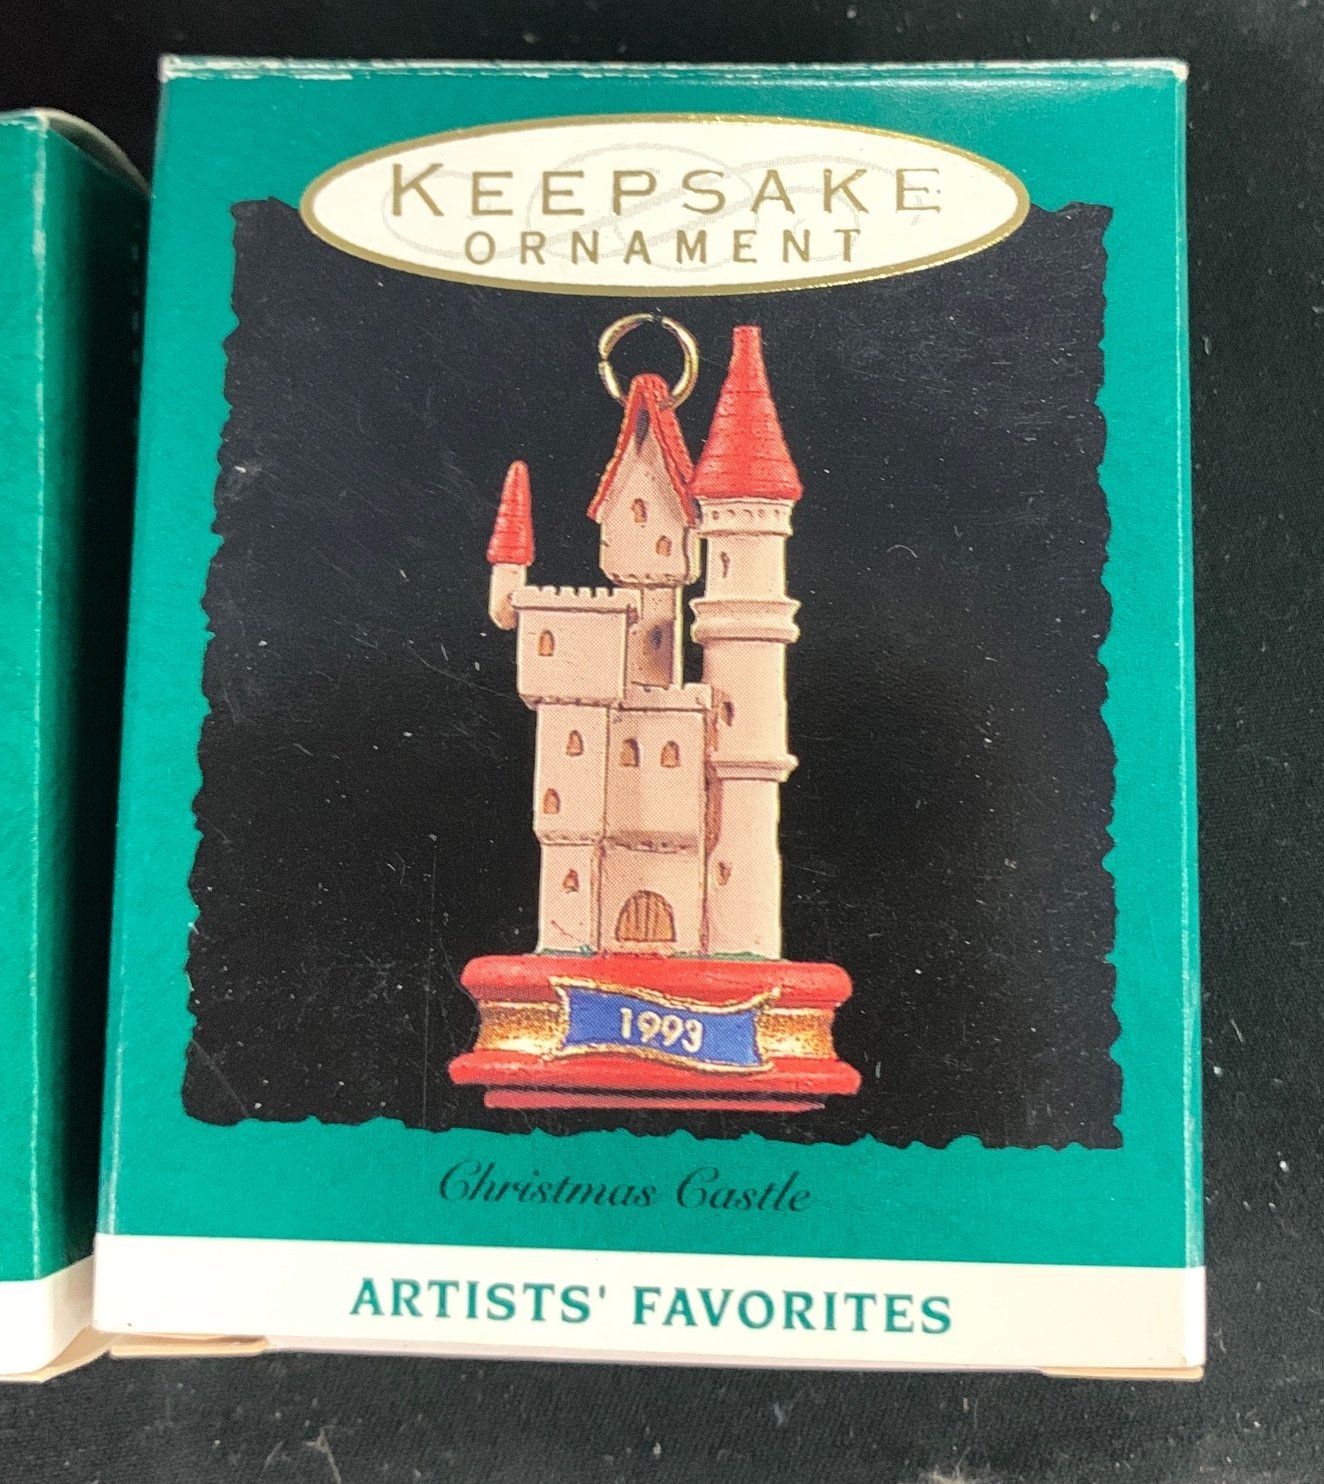 KEEPSAKE
ORNAMENT
1993
Christmas Castle
ARTISTS' FAVORITES